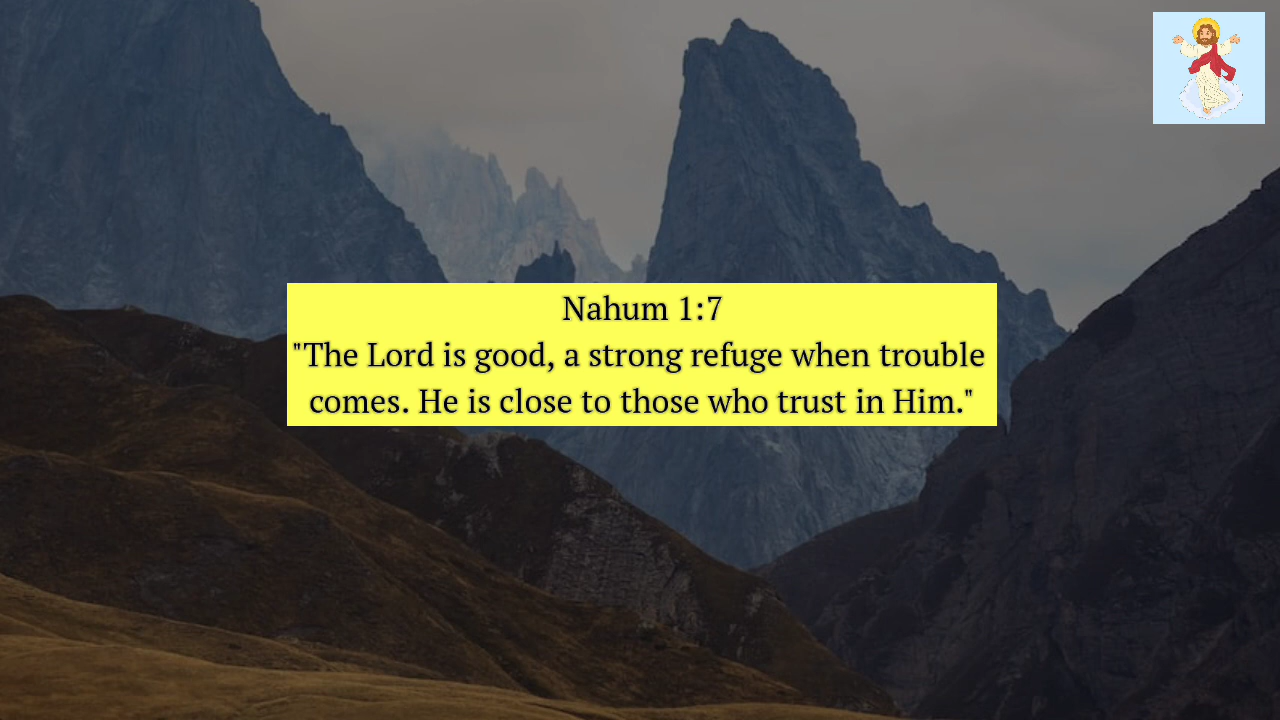 Nahum 1:7
"The Lord is good, a strong refuge when trouble
comes. He is close to those who trust in Him."